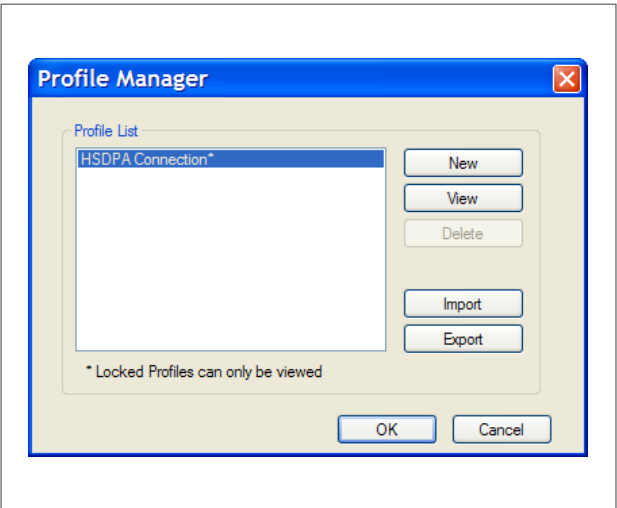 Profile Manager
Profile List
HSDPA Connection*
New
View
Delete
Import
Export
* Locked Profiles can only be viewed
OK
Cancel